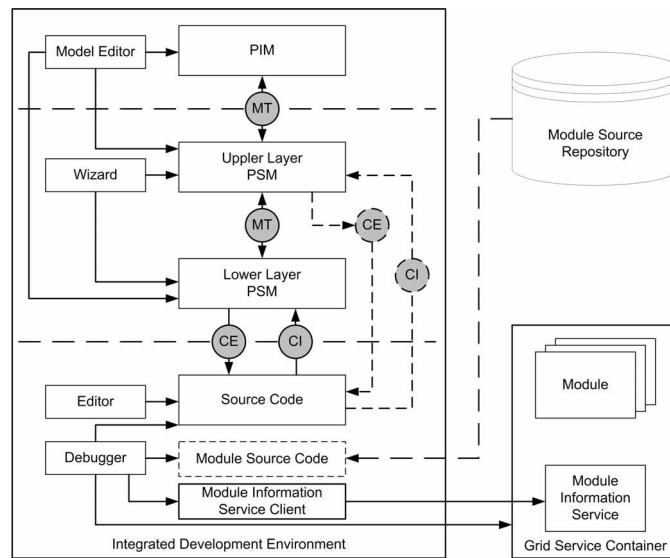 Model Editor
PIM
MT
Module Source
Repository
Uppler Layer
PSM
Wizard
MT
CE
CI
Lower Layer
PSM
CE
CI
Editor
Source Code
Module
Debugger
Module Source Code
Module Information
Service Client
Module
Information
Service
Integrated Development Environment
Grid Service Container